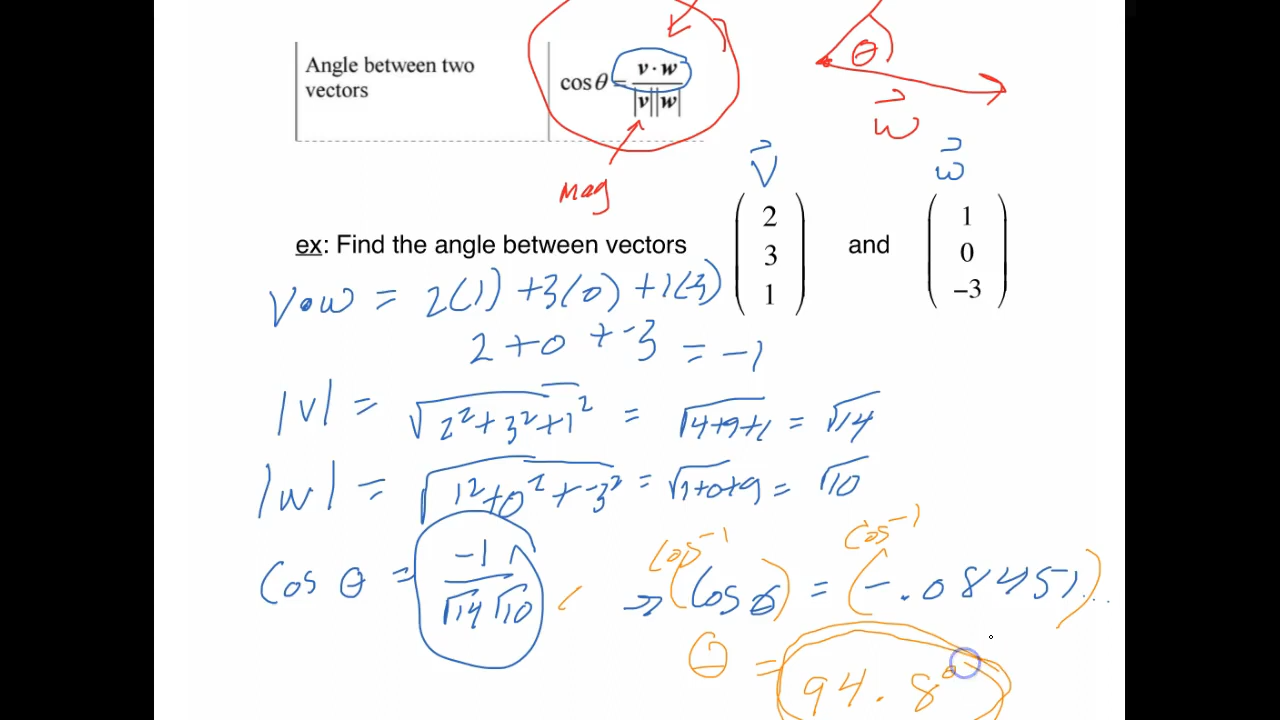 Angle between two vectors
cos θ = v · w / |v||w|
θ
w⃗
Mag
v⃗ w⃗
ex: Find the angle between vectors (2 3 1) and (1 0 −3)
V•w = 2(1) + 3(0) + 1(-3)
2 + 0 + -3 = -1
|v| = √2² + 3² + 1² = √4+9+1 = √14
|w| = √1² + 0² + -3² = √1+0+9 = √10
Cos θ = -1 / √14 √10
cos⁻¹ (Cos θ) = cos⁻¹ (-.08451...)
θ = 94.8°